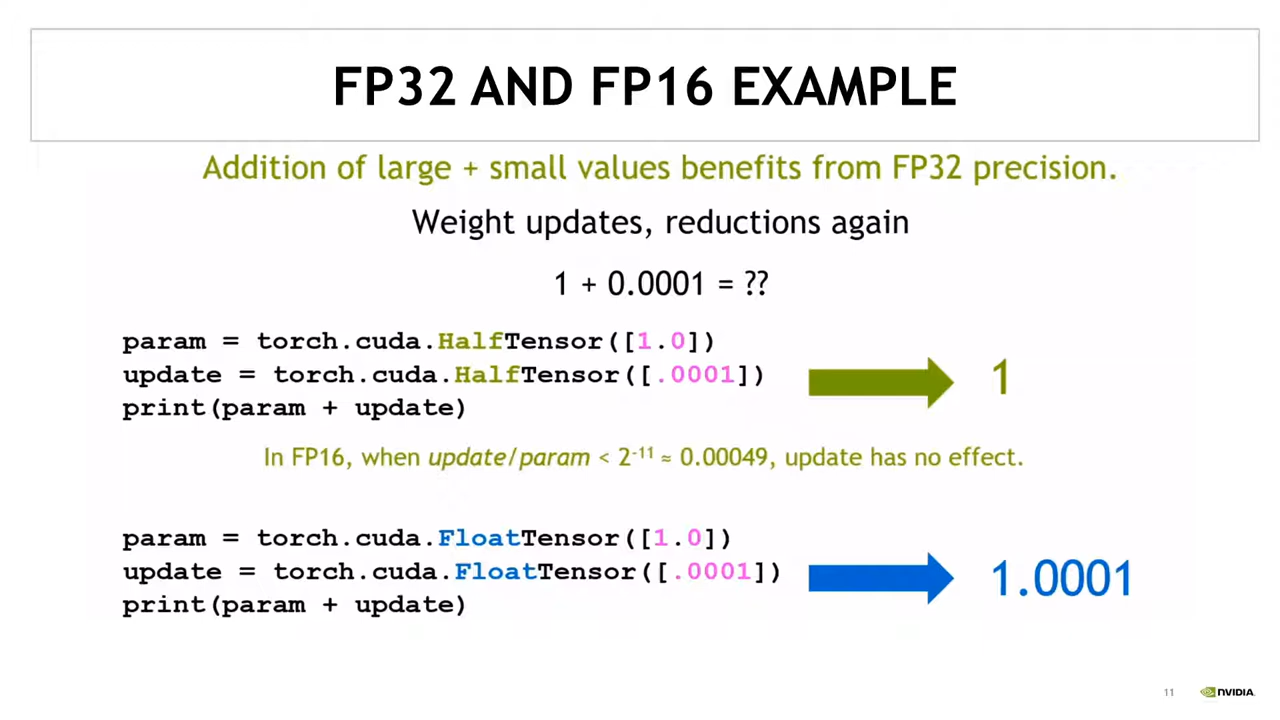 FP32 AND FP16 EXAMPLE
Addition of large + small values benefits from FP32 precision.
Weight updates, reductions again
1 + 0.0001 = ??
param = torch.cuda.HalfTensor([1.0])
update = torch.cuda.HalfTensor([.0001])
print(param + update)
1
In FP16, when update/param < 2⁻¹¹ ≈ 0.00049, update has no effect.
param = torch.cuda.FloatTensor([1.0])
update = torch.cuda.FloatTensor([.0001])
print(param + update)
1.0001
11
NVIDIA.